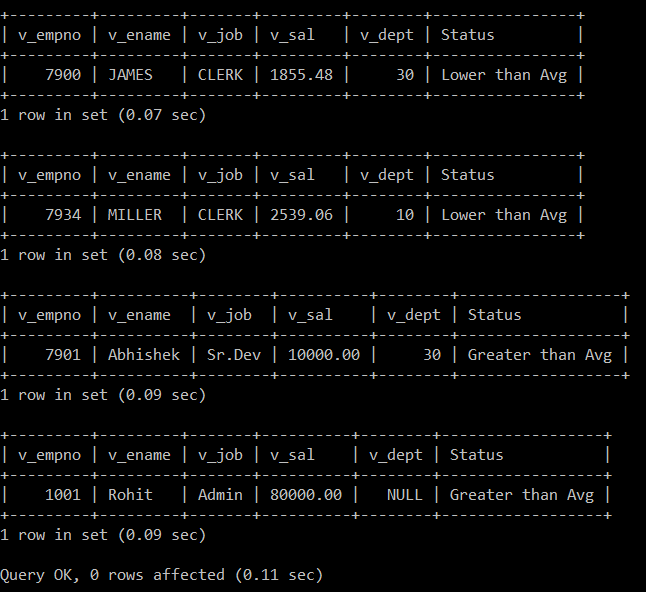 +---------+---------+-------+---------+--------+----------------+
| v_empno | v_ename | v_job | v_sal   | v_dept | Status         |
+---------+---------+-------+---------+--------+----------------+
|    7900 | JAMES   | CLERK | 1855.48 |     30 | Lower than Avg |
+---------+---------+-------+---------+--------+----------------+
1 row in set (0.07 sec)

+---------+---------+-------+---------+--------+----------------+
| v_empno | v_ename | v_job | v_sal   | v_dept | Status         |
+---------+---------+-------+---------+--------+----------------+
|    7934 | MILLER  | CLERK | 2539.06 |     10 | Lower than Avg |
+---------+---------+-------+---------+--------+----------------+
1 row in set (0.08 sec)

+---------+----------+--------+----------+--------+------------------+
| v_empno | v_ename  | v_job  | v_sal    | v_dept | Status           |
+---------+----------+--------+----------+--------+------------------+
|    7901 | Abhishek | Sr.Dev | 10000.00 |     30 | Greater than Avg |
+---------+----------+--------+----------+--------+------------------+
1 row in set (0.09 sec)

+---------+---------+-------+----------+--------+------------------+
| v_empno | v_ename | v_job | v_sal    | v_dept | Status           |
+---------+---------+-------+----------+--------+------------------+
|    1001 | Rohit   | Admin | 80000.00 |   NULL | Greater than Avg |
+---------+---------+-------+----------+--------+------------------+
1 row in set (0.09 sec)

Query OK, 0 rows affected (0.11 sec)